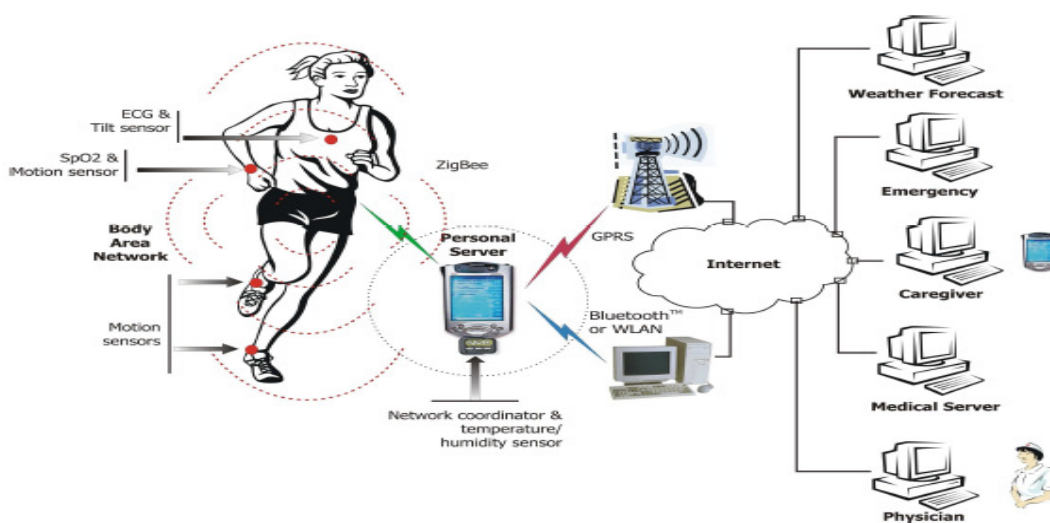 ECG &
Tilt sensor
SpO2 &
Motion sensor
Body
Area
Network
Motion
sensors
ZigBee
Personal
Server
Network coordinator &
temperature/
humidity sensor
GPRS
Bluetooth™
or WLAN
Internet
Weather Forecast
Emergency
Caregiver
Medical Server
Physician